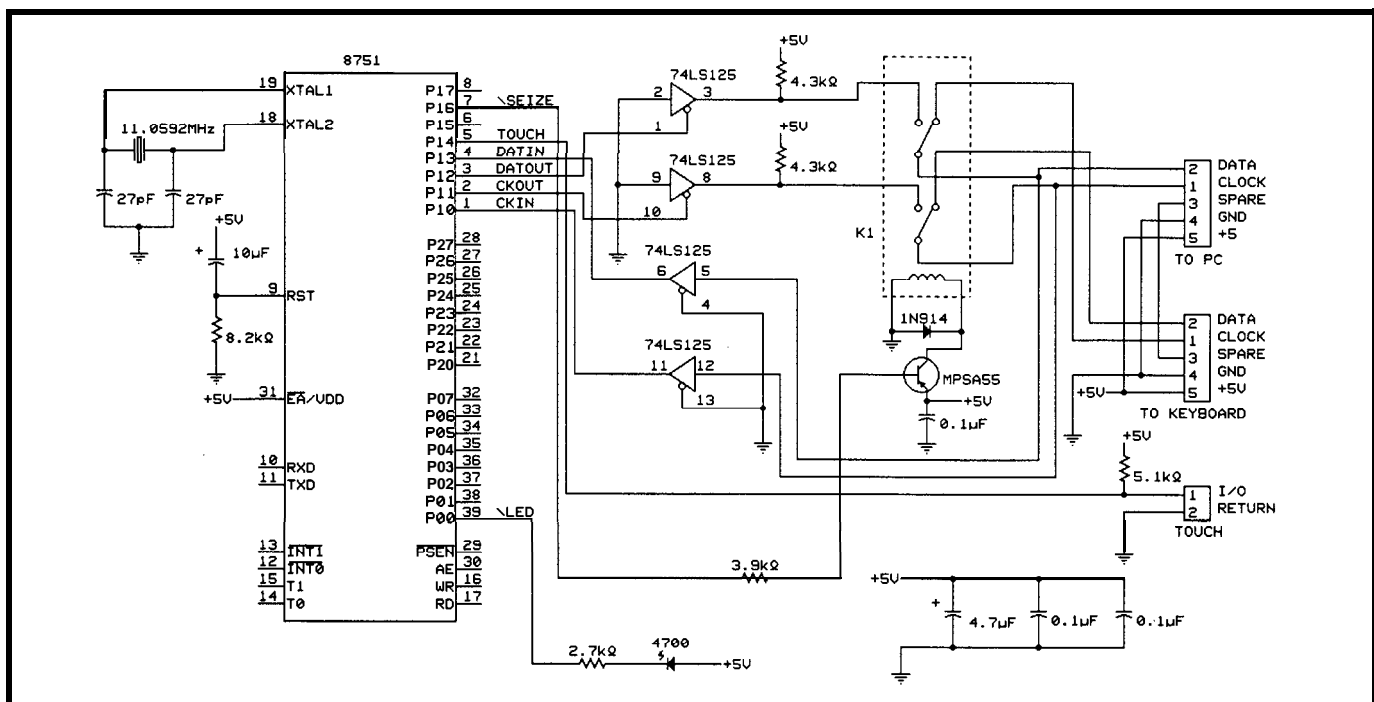 8751
19 XTAL1
18 XTAL2
11.0592MHz
27pF
27pF
+5V
+
10µF
9 RST
8.2kΩ
+5V
31 EA/VDD
10 RXD
11 TXD
13 INT1
12 INT0
15 T1
14 T0
P17 8
P16 7 \SEIZE
P15 6
P14 5 TOUCH
P13 4 DATIN
P12 3 DATOUT
P11 2 CKOUT
P10 1 CKIN
P27 28
P26 27
P25 26
P24 25
P23 24
P22 23
P21 22
P20 21
P07 32
P06 33
P05 34
P04 35
P03 36
P02 37
P01 38
P00 39 \LED
PSEN 29
AE 30
WR 16
RD 17
74LS125
2
3
1
+5V
4.3kΩ
74LS125
9
8
10
+5V
4.3kΩ
74LS125
6
5
4
74LS125
11
12
13
K1
1N914
MPSA55
+5V
0.1µF
2 DATA
1 CLOCK
3 SPARE
4 GND
5 +5
TO PC
2 DATA
1 CLOCK
3 SPARE
4 GND
+5V
5 +5V
TO KEYBOARD
+5V
5.1kΩ
1 I/O
2 RETURN
TOUCH
3.9kΩ
2.7kΩ
4700
+5V
+5V
+
4.7µF
0.1µF
0.1µF